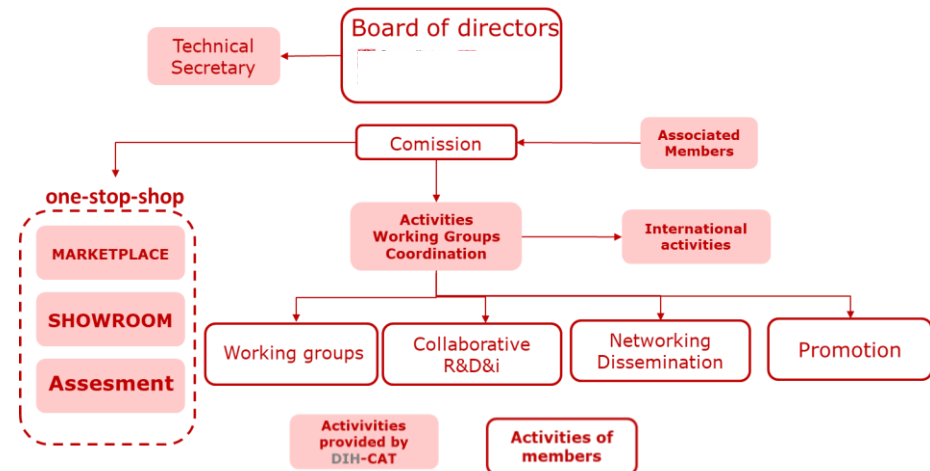 Board of directors
Technical
Secretary
Comission
Associated
Members
one-stop-shop
MARKETPLACE
SHOWROOM
Assesment
Activities
Working Groups
Coordination
International
activities
Working groups
Collaborative
R&D&i
Networking
Dissemination
Promotion
Activivities
provided by
DIH-CAT
Activities of
members